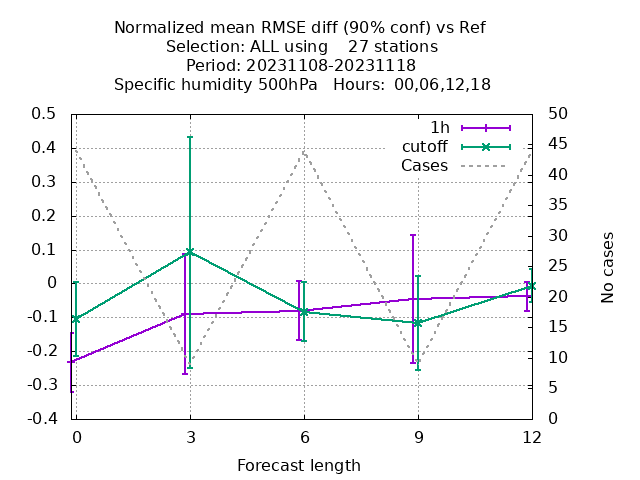 Normalized mean RMSE diff (90% conf) vs Ref
Selection: ALL using    27 stations
Period: 20231108-20231118
Specific humidity 500hPa   Hours: 00,06,12,18
0.5
0.4
0.3
0.2
0.1
0
-0.1
-0.2
-0.3
-0.4
1h
cutoff
Cases
50
45
40
35
30
25
20
15
10
5
0
No cases
0 3 6 9 12
Forecast length